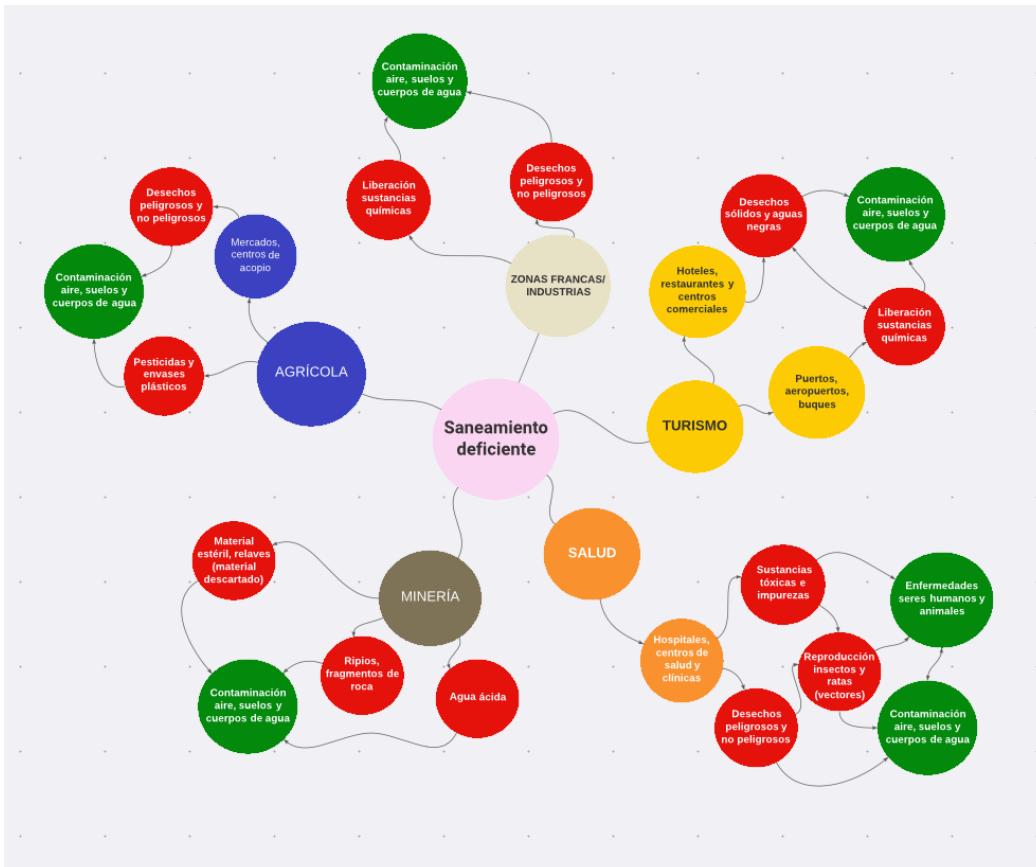 Contaminación
aire, suelos y
cuerpos de agua
Liberación
sustancias
químicas
Desechos
peligrosos y
no peligrosos
ZONAS FRANCAS/
INDUSTRIAS
Desechos
peligrosos y
no peligrosos
Mercados,
centros de
acopio
Contaminación
aire, suelos y
cuerpos de agua
Pesticidas y
envases
plásticos
AGRÍCOLA
Saneamiento
deficiente
Desechos
sólidos y aguas
negras
Contaminación
aire, suelos y
cuerpos de agua
Hoteles,
restaurantes y
centros
comerciales
Liberación
sustancias
químicas
Puertos,
aeropuertos,
buques
TURISMO
Material
estéril, relaves
(material
descartado)
MINERÍA
Ripios,
fragmentos de
roca
Agua ácida
Contaminación
aire, suelos y
cuerpos de agua
SALUD
Hospitales,
centros de
salud y
clínicas
Sustancias
tóxicas e
impurezas
Enfermedades
seres humanos y
animales
Reproducción
insectos y
ratas
(vectores)
Desechos
peligrosos y
no peligrosos
Contaminación
aire, suelos y
cuerpos de agua